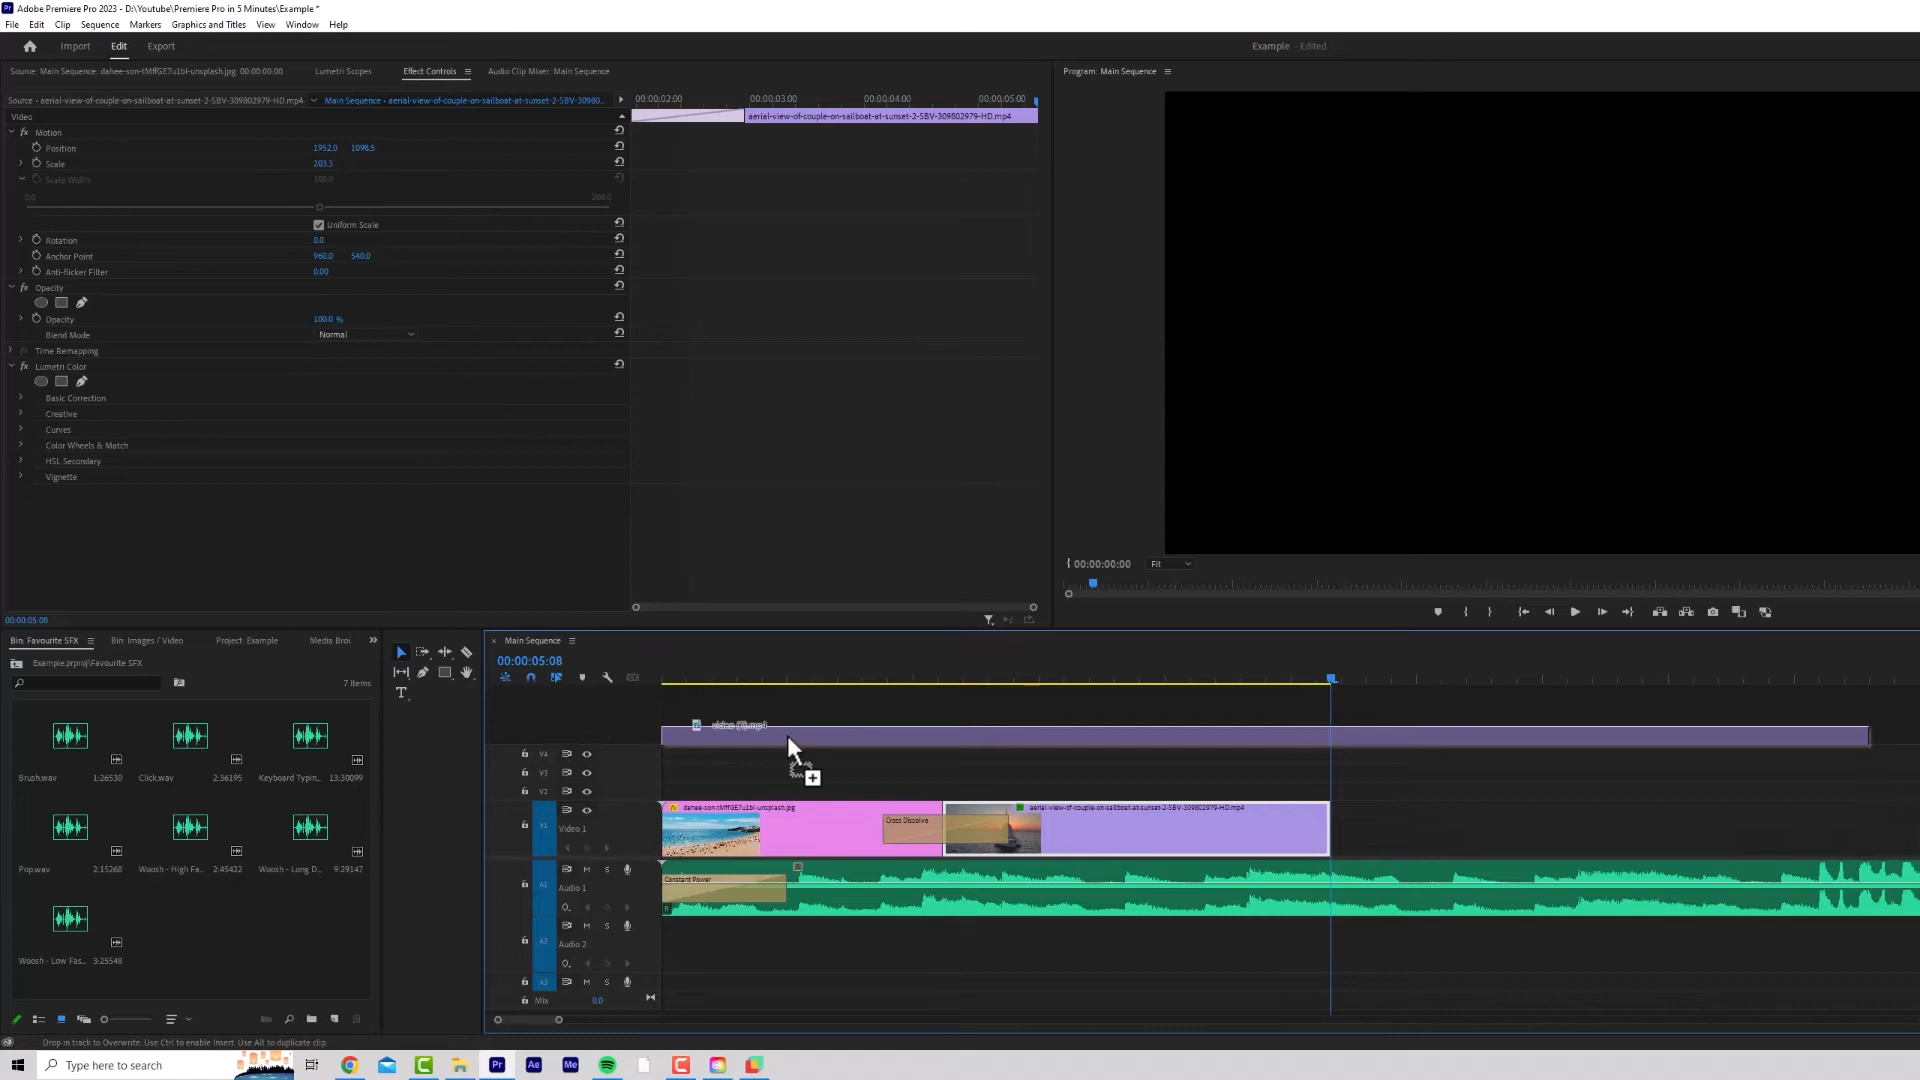 Adobe Premiere Pro 2023 - D:\Youtube\Premiere Pro in 5 Minutes\Example *
File Edit Clip Sequence Markers Graphics and Titles View Window Help
Import Edit Export
Example - Edited
Source: Main Sequence: dahee-son-tMffGE7u1bI-unsplash.jpg: 00:00:00:00
Lumetri Scopes
Effect Controls
Audio Clip Mixer: Main Sequence
Program: Main Sequence
Source • aerial-view-of-couple-on-sailboat-at-sunset-2-SBV-309802979-HD.mp4
Main Sequence • aerial-view-of-couple-on-sailboat-at-sunset-2-SBV-30980...
00:00:02:00 00:00:03:00 00:00:04:00 00:00:05:00
Video
aerial-view-of-couple-on-sailboat-at-sunset-2-SBV-309802979-HD.mp4
fx Motion
Position 1952.0 1098.5
Scale 203.3
Scale Width 100.0
0.0 200.0
Uniform Scale
Rotation 0.0
Anchor Point 960.0 540.0
Anti-flicker Filter 0.00
fx Opacity
Opacity 100.0 %
Blend Mode Normal
fx Time Remapping
fx Lumetri Color
Basic Correction
Creative
Curves
Color Wheels & Match
HSL Secondary
Vignette
00:00:00:00 Fit
00:00:05:08
Bin: Favourite SFX
Bin: Images / Video
Project: Example
Media Bro
Example.prproj\Favourite SFX
7 items
Brush.wav 1:26530
Click.wav 2:36195
Keyboard Typin... 13:30099
Pop.wav 2:15268
Woosh - High Fa... 2:45422
Woosh - Long D... 9:29147
Woosh - Low Fas... 3:25548
T
Main Sequence
00:00:05:08
video (9).mp4
V4
V3
V2
V1 Video 1
dahee-son-tMffGE7u1bI-unsplash.jpg
aerial-view-of-couple-on-sailboat-at-sunset-2-SBV-309802979-HD.mp4
Cross Dissolve
A1 M S
Audio 1
Constant Power
A2 M S
Audio 2
A3 M S
Mix 0.0
Drop in track to Overwrite. Use Ctrl to enable Insert. Use Alt to duplicate clip.
Type here to search
Pr Ae Me